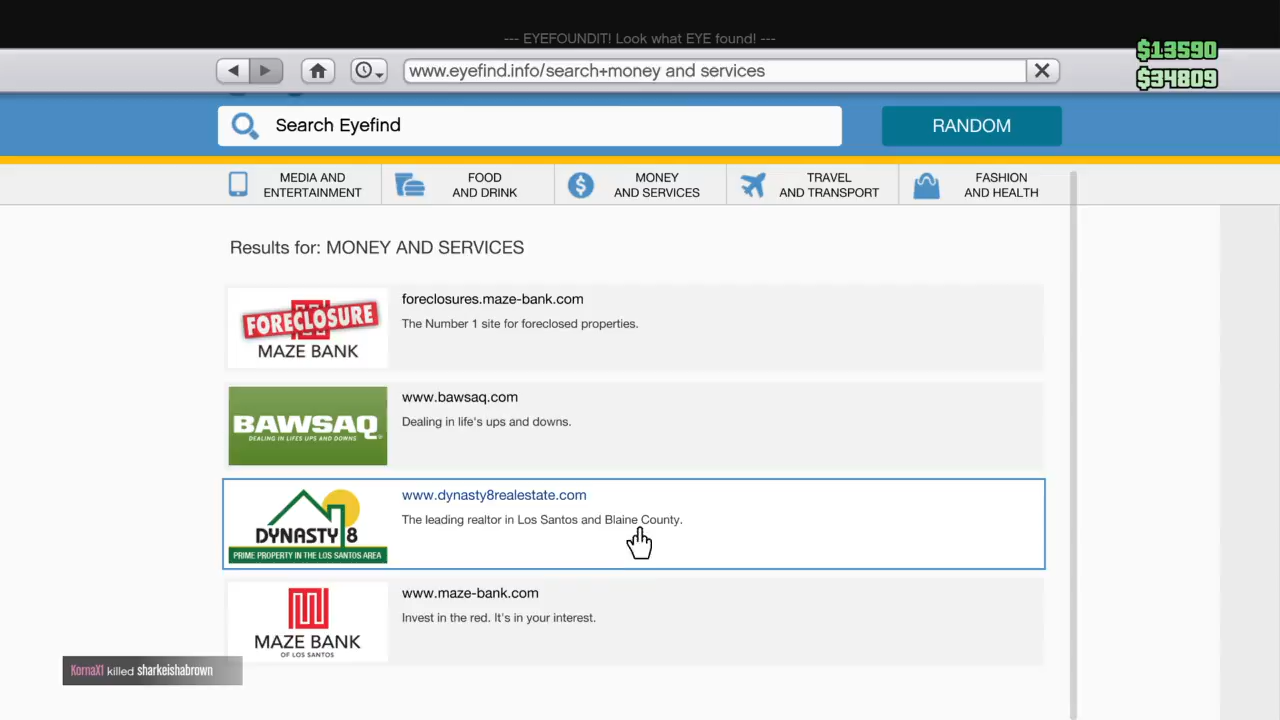 --- EYEFOUNDIT! Look what EYE found! ---
$13590
www.eyefind.info/search+money and services
$34809
Search Eyefind
RANDOM
MEDIA AND
ENTERTAINMENT
FOOD
AND DRINK
MONEY
AND SERVICES
TRAVEL
AND TRANSPORT
FASHION
AND HEALTH
Results for: MONEY AND SERVICES
FORECLOSURE
MAZE BANK
foreclosures.maze-bank.com
The Number 1 site for foreclosed properties.
BAWSAQ
DEALING IN LIFES UPS AND DOWNS
www.bawsaq.com
Dealing in life's ups and downs.
DYNASTY 8
PRIME PROPERTY IN THE LOS SANTOS AREA
www.dynasty8realestate.com
The leading realtor in Los Santos and Blaine County.
MAZE BANK
OF LOS SANTOS
www.maze-bank.com
Invest in the red. It's in your interest.
KornaX1 killed sharkeishabrown